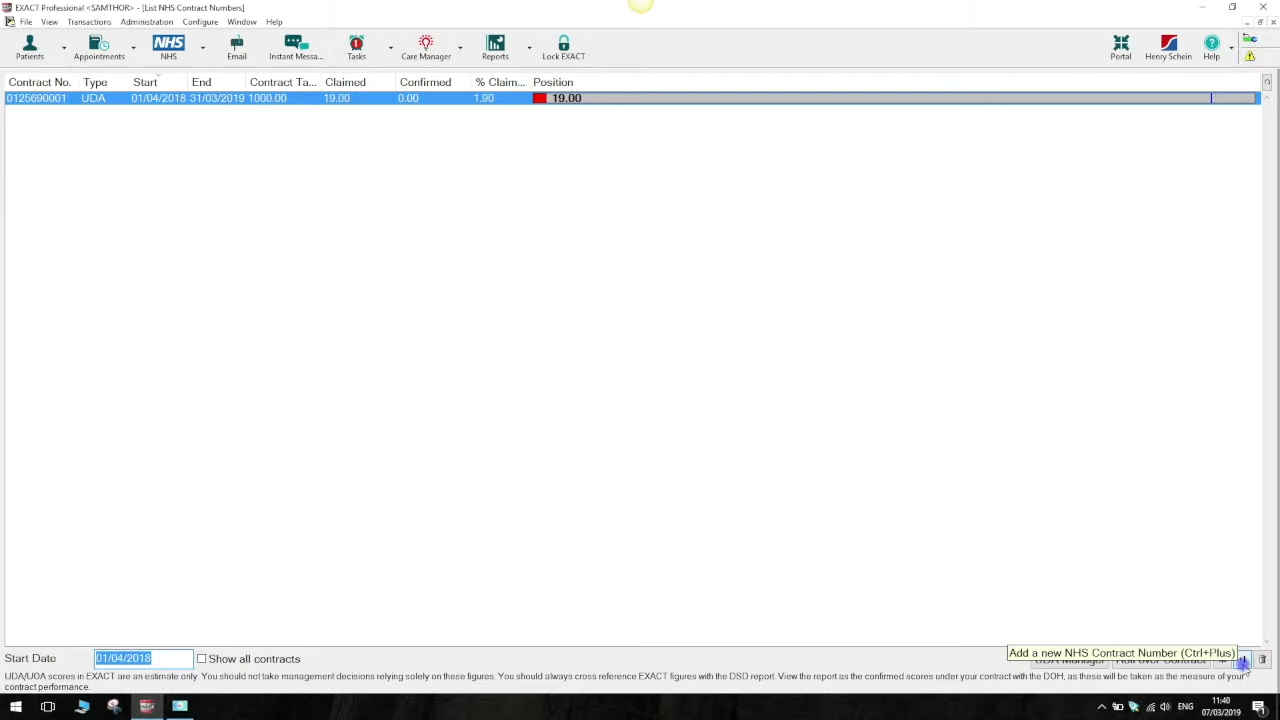 EXACT Professional <SAMTHOR> - [List NHS Contract Numbers]
File View Transactions Administration Configure Window Help
NHS
Patients Appointments NHS Email Instant Messa... Tasks Care Manager Reports Lock EXACT Portal Henry Schein Help
Contract No. Type Start End Contract Ta... Claimed Confirmed % Claim... Position
0125690001 UDA 01/04/2018 31/03/2019 1000.00 19.00 0.00 1.90 19.00
Add a new NHS Contract Number (Ctrl+Plus)
Start Date 01/04/2018 Show all contracts UDA Manager Roll over Contract
UDA/UOA scores in EXACT are an estimate only. You should not take management decisions relying solely on these figures. You should always cross reference EXACT figures with the DSD report. View the report as the confirmed scores under your contract with the DOH, as these will be taken as the measure of your
contract performance.
ENG 11:40
07/03/2019